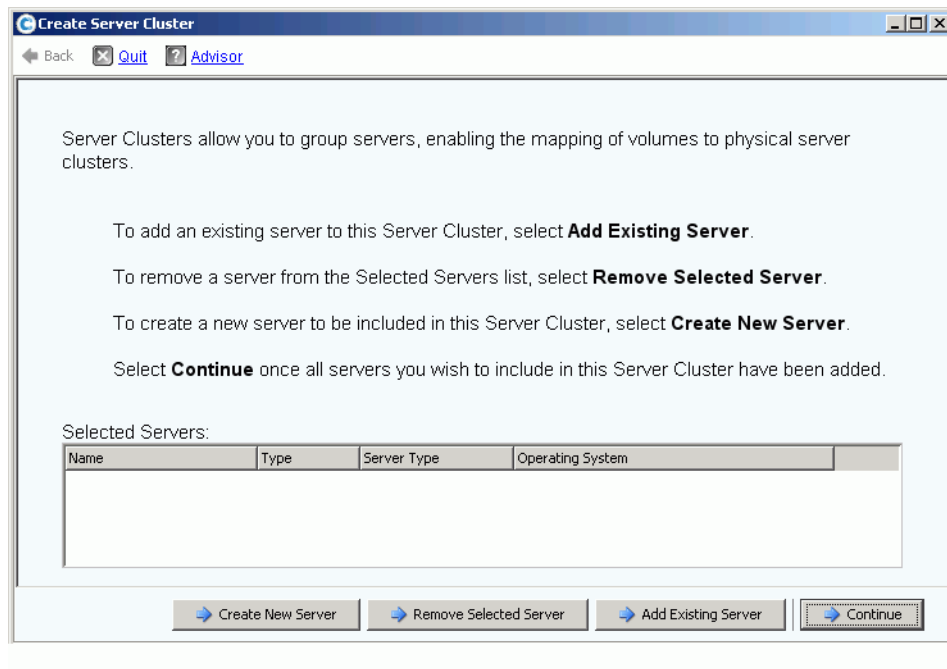 Create Server Cluster
Back Quit ? Advisor
Server Clusters allow you to group servers, enabling the mapping of volumes to physical server
clusters.
To add an existing server to this Server Cluster, select Add Existing Server.
To remove a server from the Selected Servers list, select Remove Selected Server.
To create a new server to be included in this Server Cluster, select Create New Server.
Select Continue once all servers you wish to include in this Server Cluster have been added.
Selected Servers:
Name Type Server Type Operating System
Create New Server Remove Selected Server Add Existing Server Continue